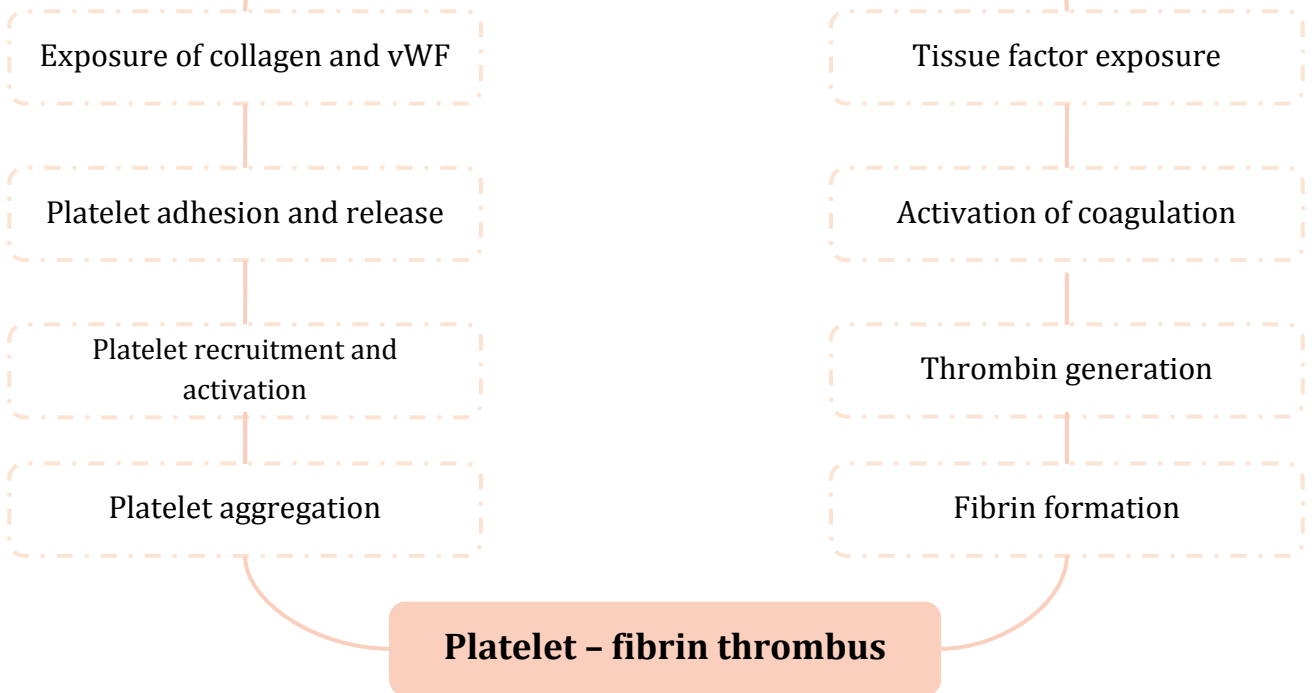 Exposure of collagen and vWF
Tissue factor exposure
Platelet adhesion and release
Activation of coagulation
Platelet recruitment and
activation
Thrombin generation
Platelet aggregation
Fibrin formation
Platelet – fibrin thrombus